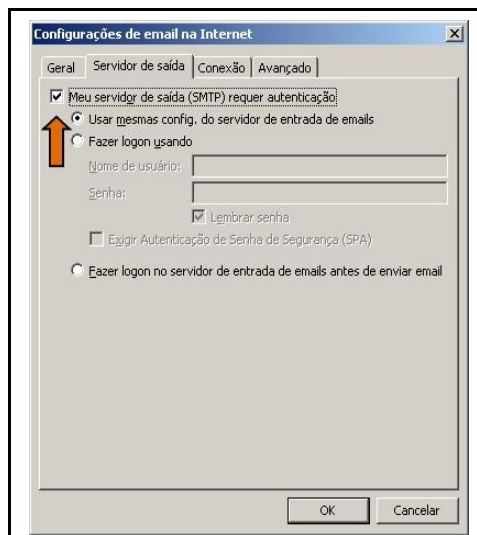 Configurações de email na Internet
Geral Servidor de saída Conexão Avançado
Meu servidor de saída (SMTP) requer autenticação
Usar mesmas config. do servidor de entrada de emails
Fazer logon usando
Nome de usuário:
Senha:
Lembrar senha
Exigir Autenticação de Senha de Segurança (SPA)
Fazer logon no servidor de entrada de emails antes de enviar email
OK Cancelar